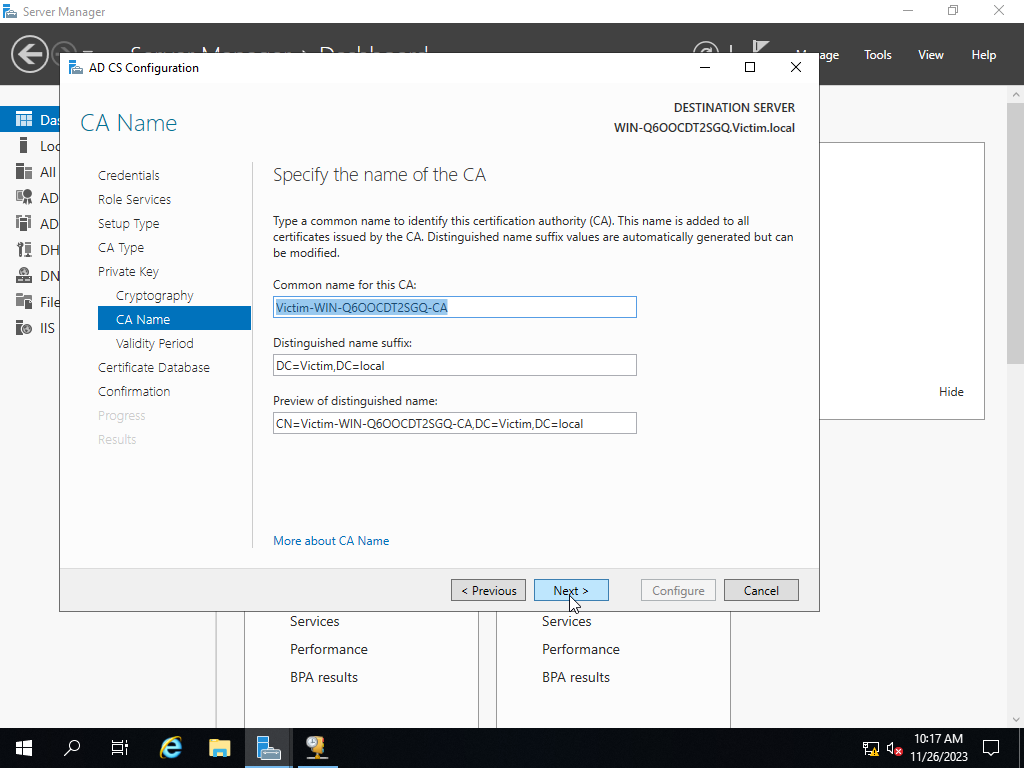 Server Manager
Manage
Tools
View
Help
AD CS Configuration
CA Name
DESTINATION SERVER
WIN-Q6OOCDT2SGQ.Victim.local
Das
Loc
All
AD
AD
DH
DN
File
IIS
Credentials
Role Services
Setup Type
CA Type
Private Key
Cryptography
CA Name
Validity Period
Certificate Database
Confirmation
Progress
Results
Specify the name of the CA
Type a common name to identify this certification authority (CA). This name is added to all
certificates issued by the CA. Distinguished name suffix values are automatically generated but can
be modified.
Common name for this CA:
Victim-WIN-Q6OOCDT2SGQ-CA
Distinguished name suffix:
DC=Victim,DC=local
Preview of distinguished name:
CN=Victim-WIN-Q6OOCDT2SGQ-CA,DC=Victim,DC=local
More about CA Name
Hide
< Previous
Next >
Configure
Cancel
Services
Performance
BPA results
Services
Performance
BPA results
10:17 AM
11/26/2023